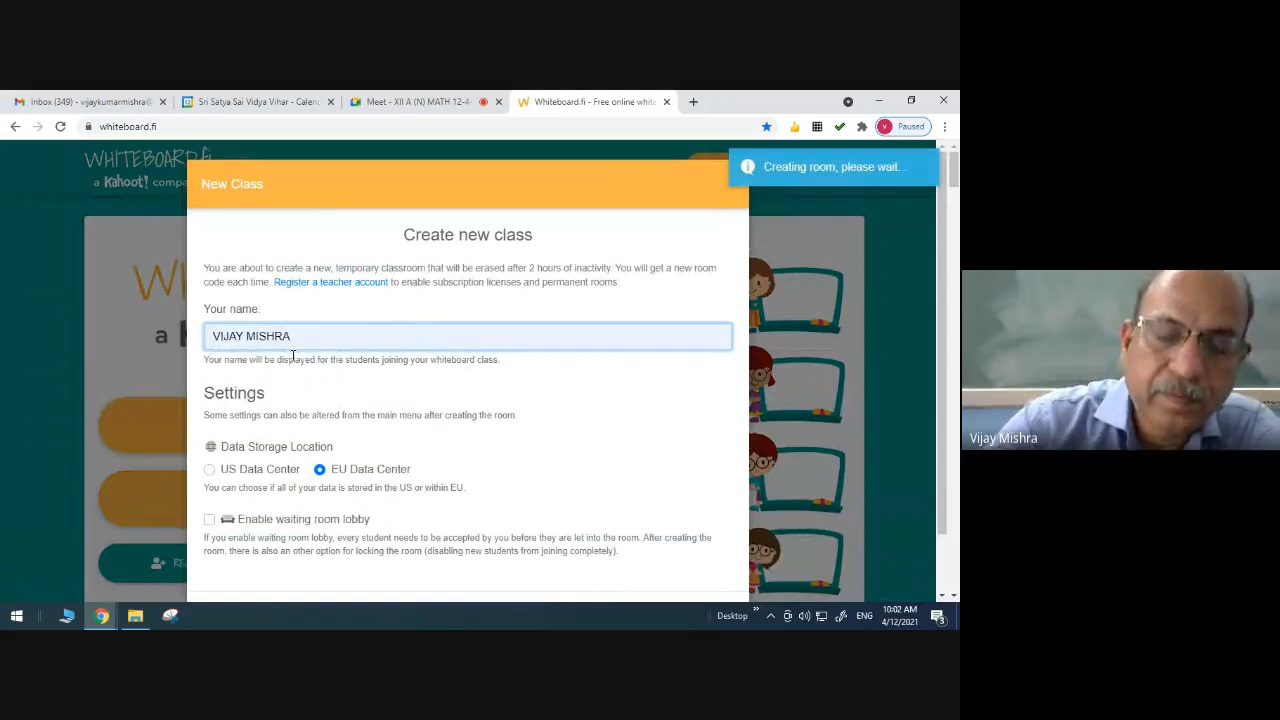 Inbox (349) - vijaykumarmishra@
Sri Satya Sai Vidya Vihar - Calenc
Meet - XII A (N) MATH 12-4-
Whiteboard.fi - Free online white
whiteboard.fi
Paused
WHITEBOARD.fi
a Kahoot! compa
Creating room, please wait...
New Class
Create new class
You are about to create a new, temporary classroom that will be erased after 2 hours of inactivity. You will get a new room
code each time. Register a teacher account to enable subscription licenses and permanent rooms.
Your name:
VIJAY MISHRA
Your name will be displayed for the students joining your whiteboard class.
Settings
Some settings can also be altered from the main menu after creating the room.
Data Storage Location
US Data Center
EU Data Center
You can choose if all of your data is stored in the US or within EU.
Enable waiting room lobby
If you enable waiting room lobby, every student needs to be accepted by you before they are let into the room. After creating the
room, there is also an other option for locking the room (disabling new students from joining completely).
Vijay Mishra
Desktop
ENG
10:02 AM
4/12/2021
3